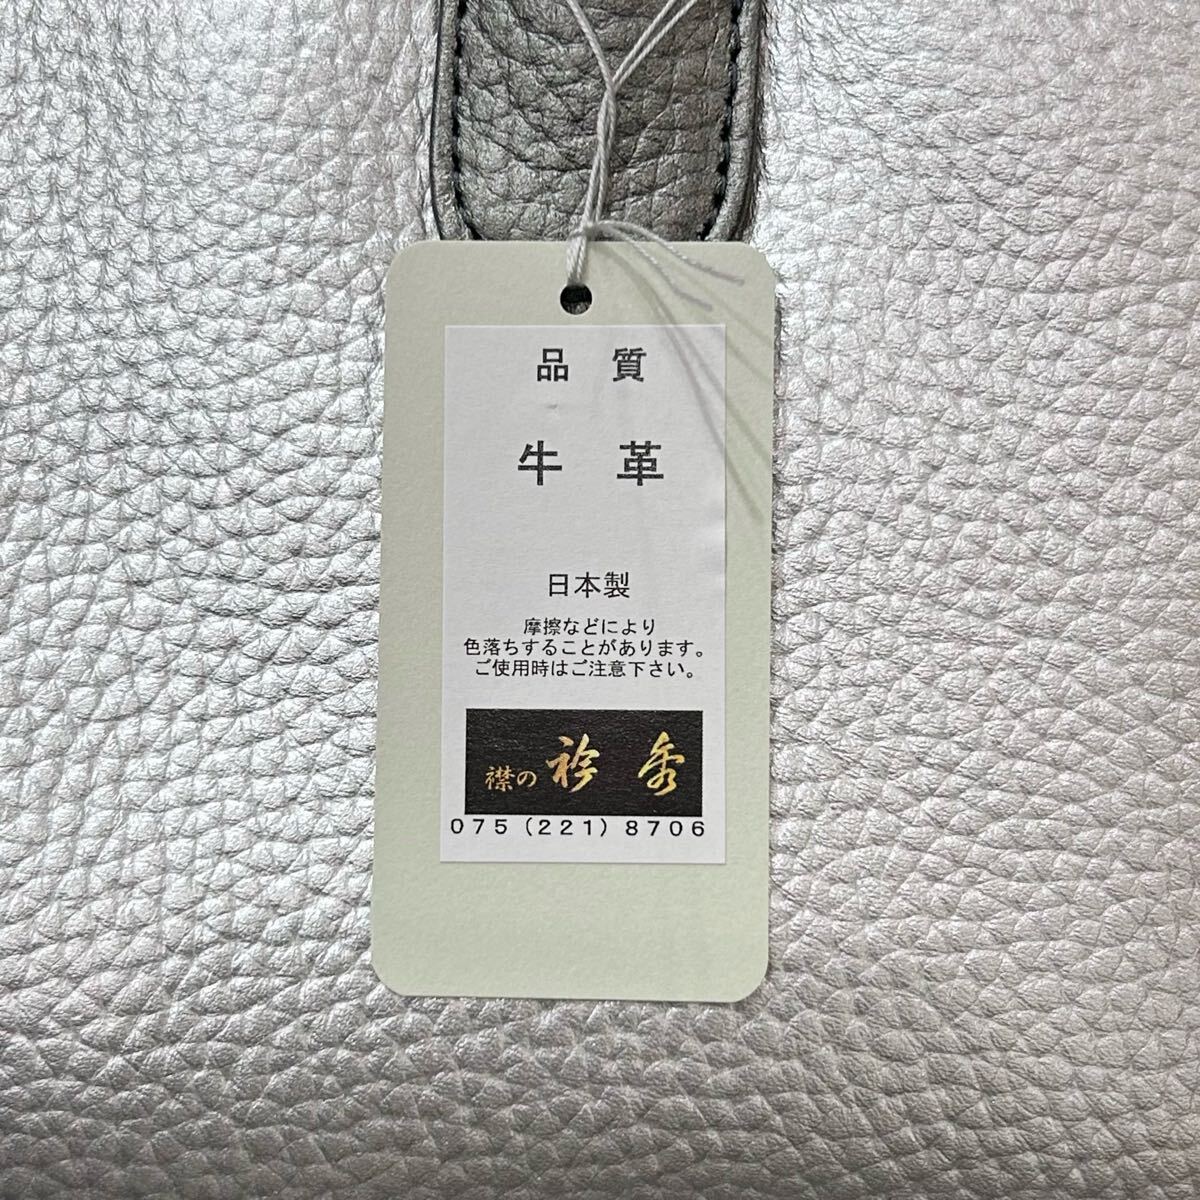 品 質
牛 革
日本製
摩擦などにより
色落ちすることがあります。
ご使用時はご注意下さい。
襟の 衿 秀
075(221)8706